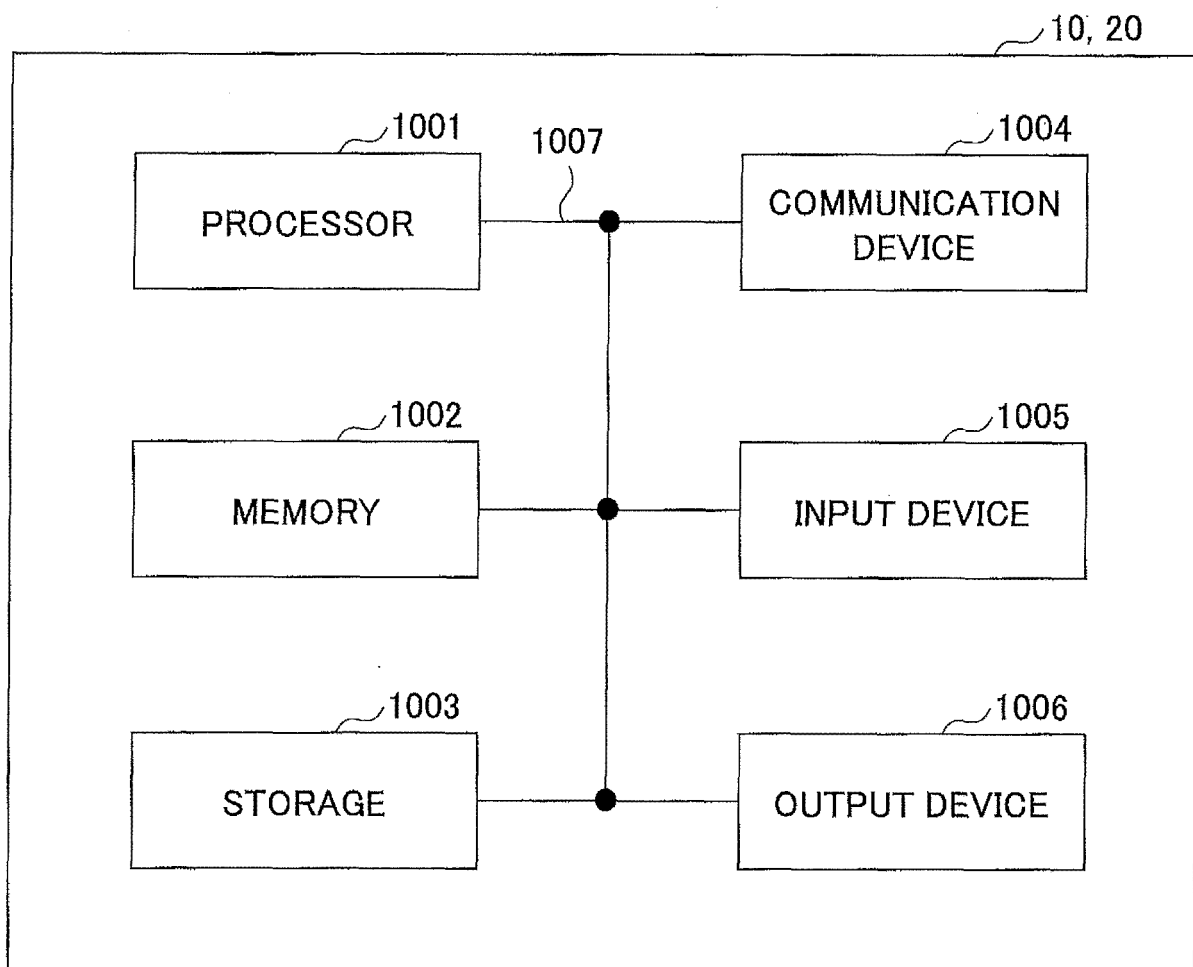 10, 20
1001
1007
1004
PROCESSOR
COMMUNICATION
DEVICE
1002
1005
MEMORY
INPUT DEVICE
1003
1006
STORAGE
OUTPUT DEVICE